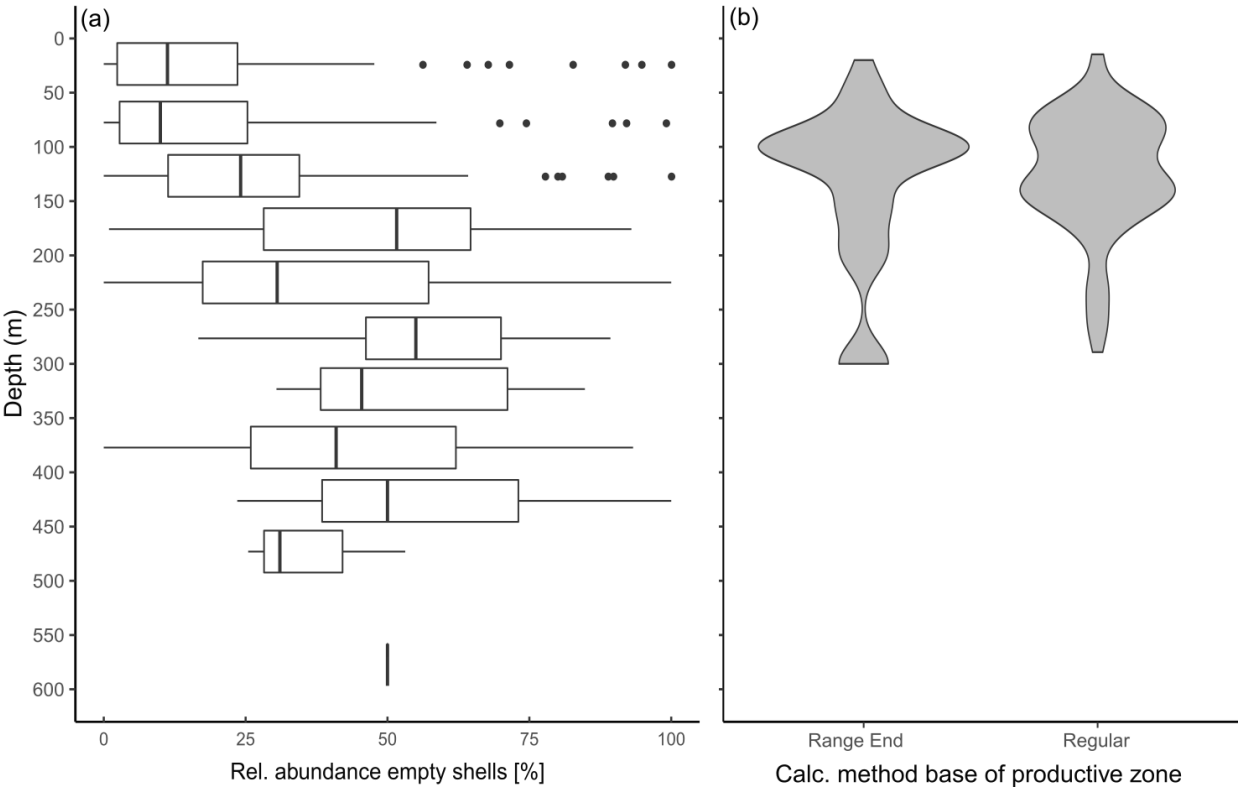 (a)
(b)
Depth (m)
0
50
100
150
200
250
300
350
400
450
500
550
600
0 25 50 75 100
Rel. abundance empty shells [%]
Range End Regular
Calc. method base of productive zone